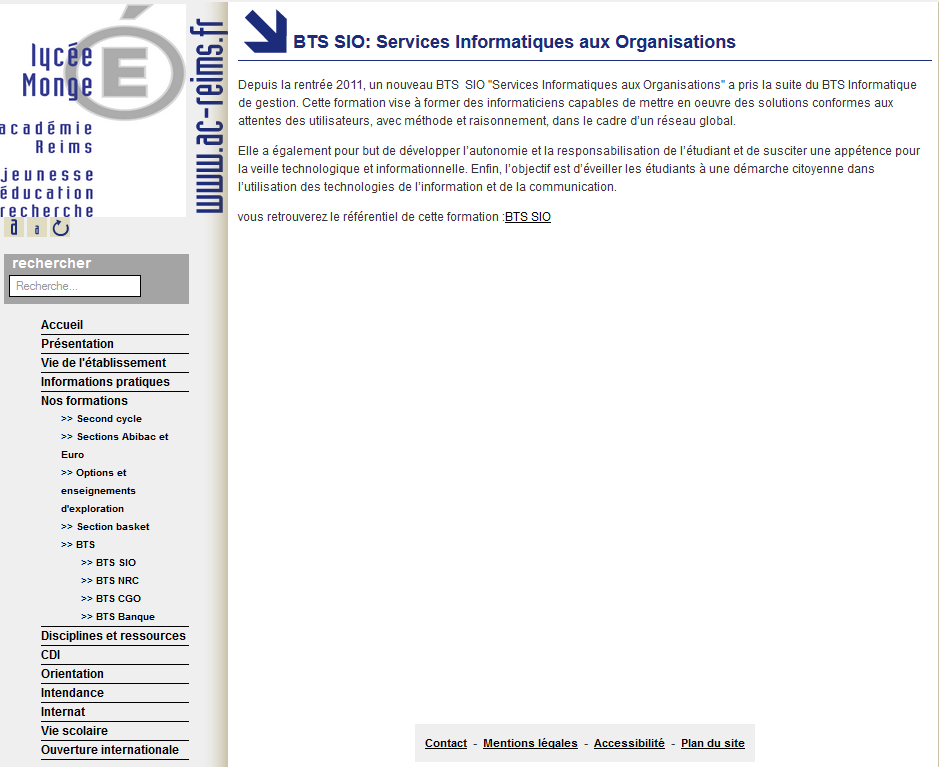 lycée
Monge
É
académie
Reims
jeunesse
éducation
recherche
www.ac-reims.fr
a a
rechercher
Recherche...
Accueil
Présentation
Vie de l'établissement
Informations pratiques
Nos formations
>> Second cycle
>> Sections Abibac et
Euro
>> Options et
enseignements
d'exploration
>> Section basket
>> BTS
>> BTS SIO
>> BTS NRC
>> BTS CGO
>> BTS Banque
Disciplines et ressources
CDI
Orientation
Intendance
Internat
Vie scolaire
Ouverture internationale
BTS SIO: Services Informatiques aux Organisations
Depuis la rentrée 2011, un nouveau BTS  SIO "Services Informatiques aux Organisations" a pris la suite du BTS Informatique
de gestion. Cette formation vise à former des informaticiens capables de mettre en oeuvre des solutions conformes aux
attentes des utilisateurs, avec méthode et raisonnement, dans le cadre d’un réseau global.
Elle a également pour but de développer l’autonomie et la responsabilisation de l’étudiant et de susciter une appétence pour
la veille technologique et informationnelle. Enfin, l’objectif est d’éveiller les étudiants à une démarche citoyenne dans
l’utilisation des technologies de l’information et de la communication.
vous retrouverez le référentiel de cette formation :BTS SIO
Contact - Mentions légales - Accessibilité - Plan du site